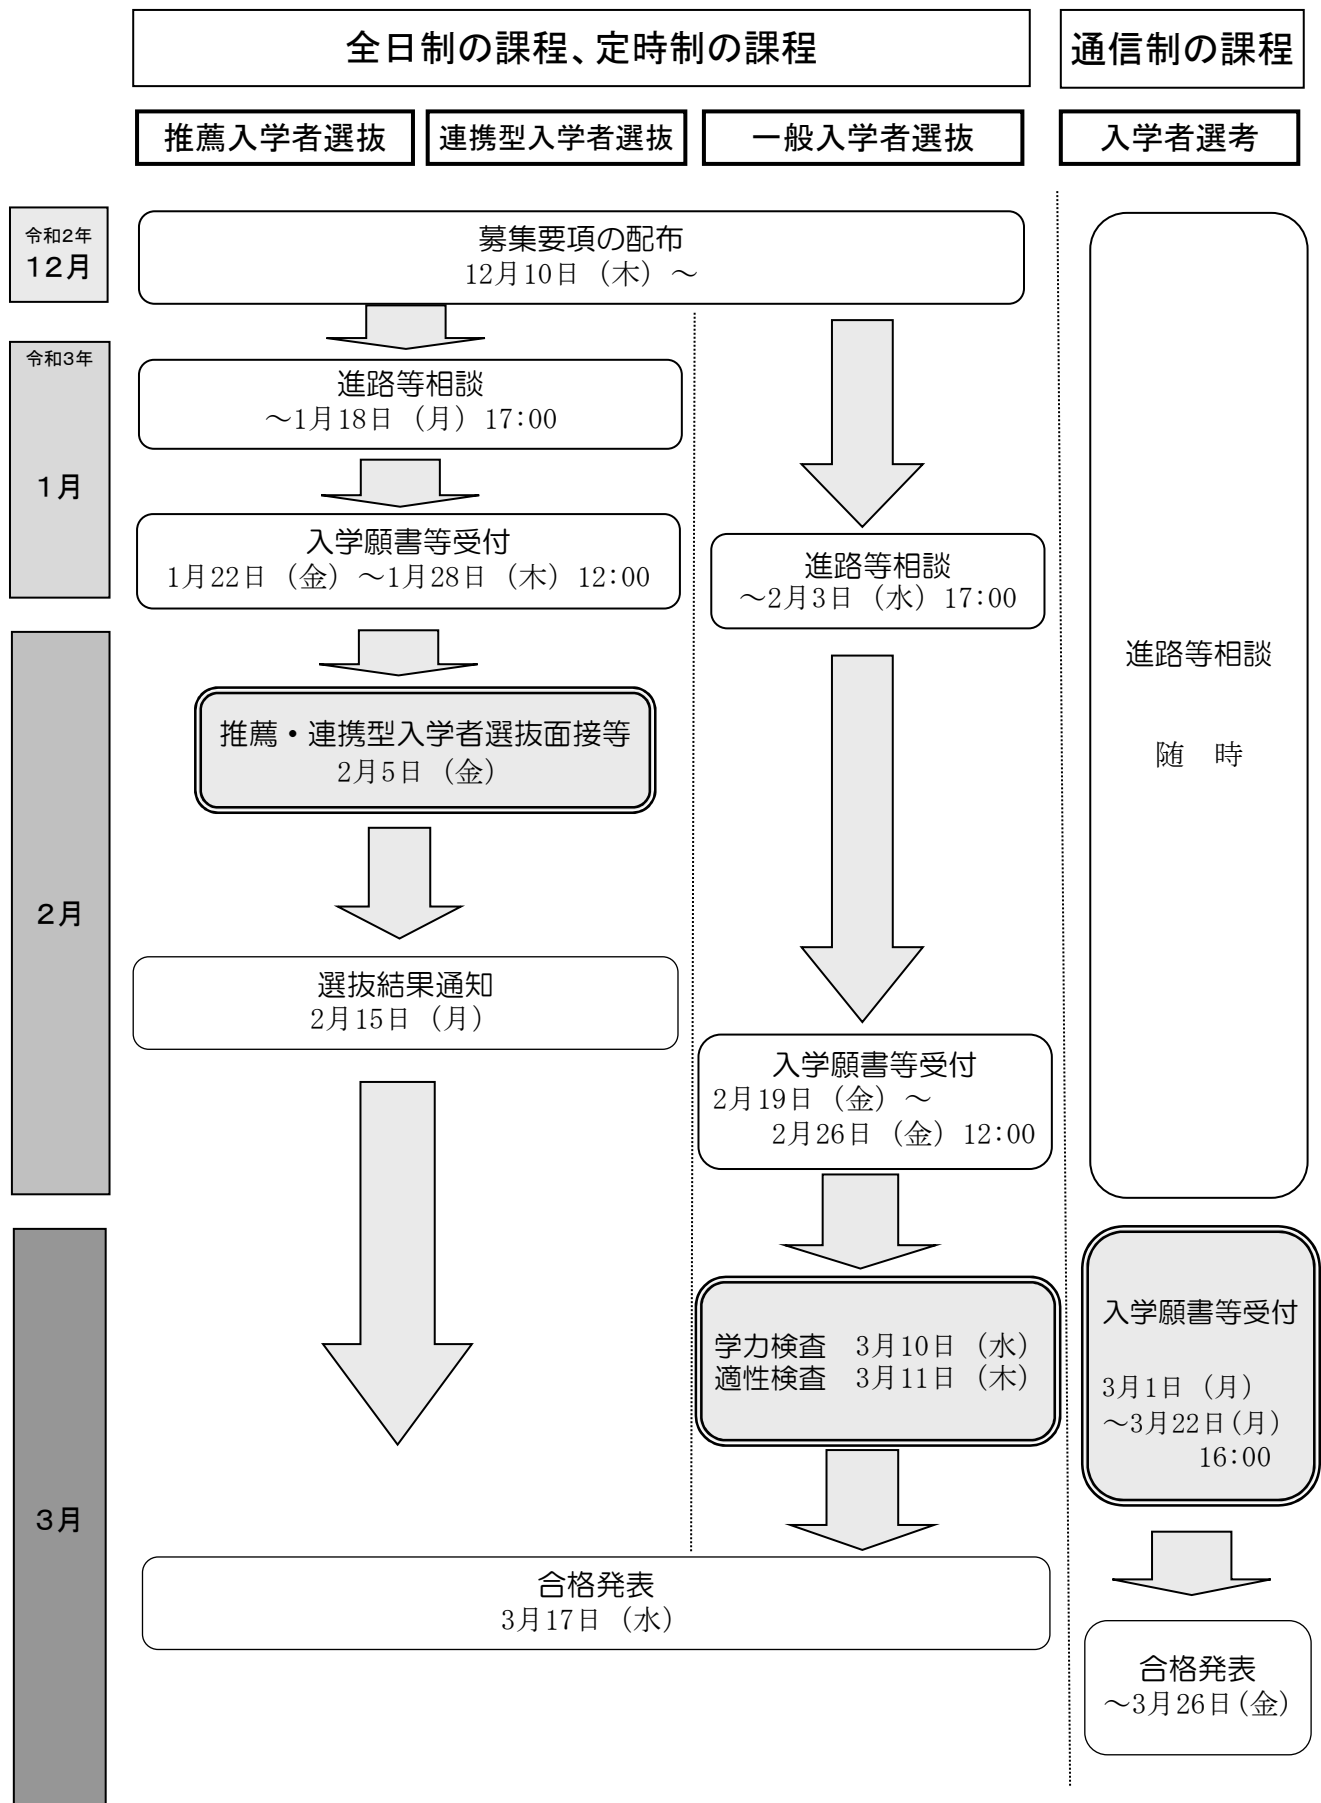 全日制の課程、定時制の課程
通信制の課程
推薦入学者選抜
連携型入学者選抜
一般入学者選抜
入学者選考
令和2年
12月
募集要項の配布
12月10日（木）～
令和3年
1月
進路等相談
～1月18日（月）17:00
入学願書等受付
1月22日（金）～1月28日（木）12:00
進路等相談
～2月3日（水）17:00
進路等相談
随　時
2月
推薦・連携型入学者選抜面接等
2月5日（金）
選抜結果通知
2月15日（月）
入学願書等受付
2月19日（金）～
2月26日（金）12:00
3月
学力検査　3月10日（水）
適性検査　3月11日（木）
入学願書等受付
3月1日（月）
～3月22日(月)
16:00
合格発表
3月17日（水）
合格発表
～3月26日(金)